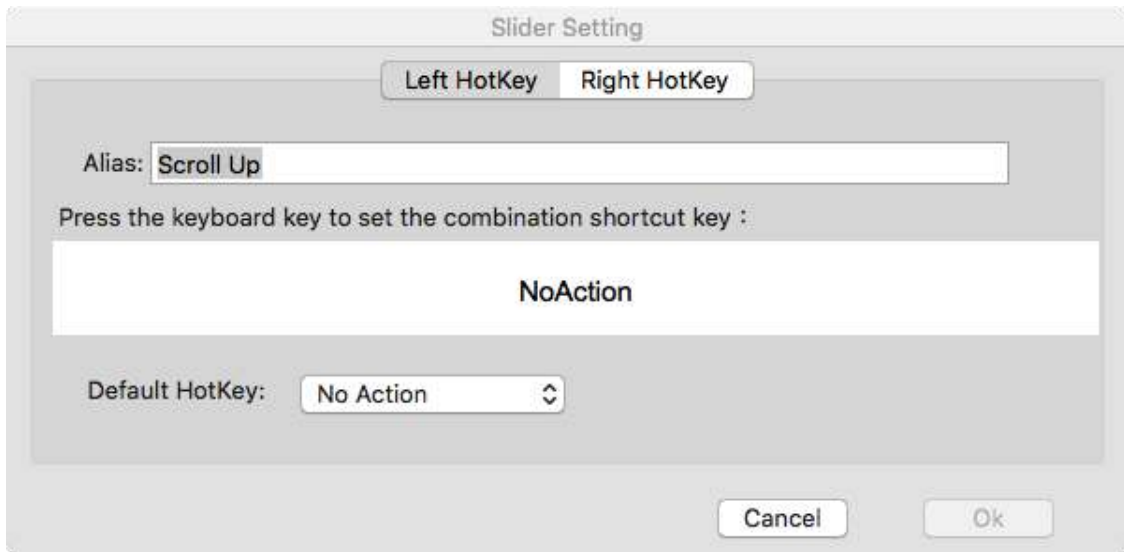 Slider Setting
Left HotKey Right HotKey
Alias: Scroll Up
Press the keyboard key to set the combination shortcut key：
NoAction
Default HotKey: No Action
Cancel Ok